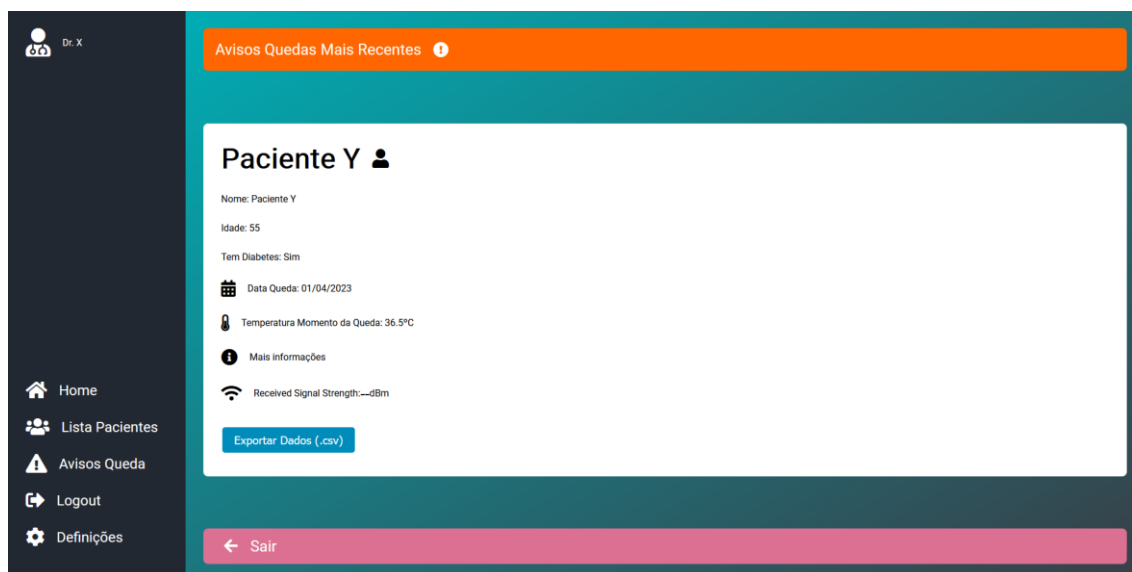 Dr. X
Home
Lista Pacientes
Avisos Queda
Logout
Definições
Avisos Quedas Mais Recentes
Paciente Y
Nome: Paciente Y
Idade: 55
Tem Diabetes: Sim
Data Queda: 01/04/2023
Temperatura Momento da Queda: 36.5ºC
Mais informações
Received Signal Strength:---dBm
Exportar Dados (.csv)
Sair